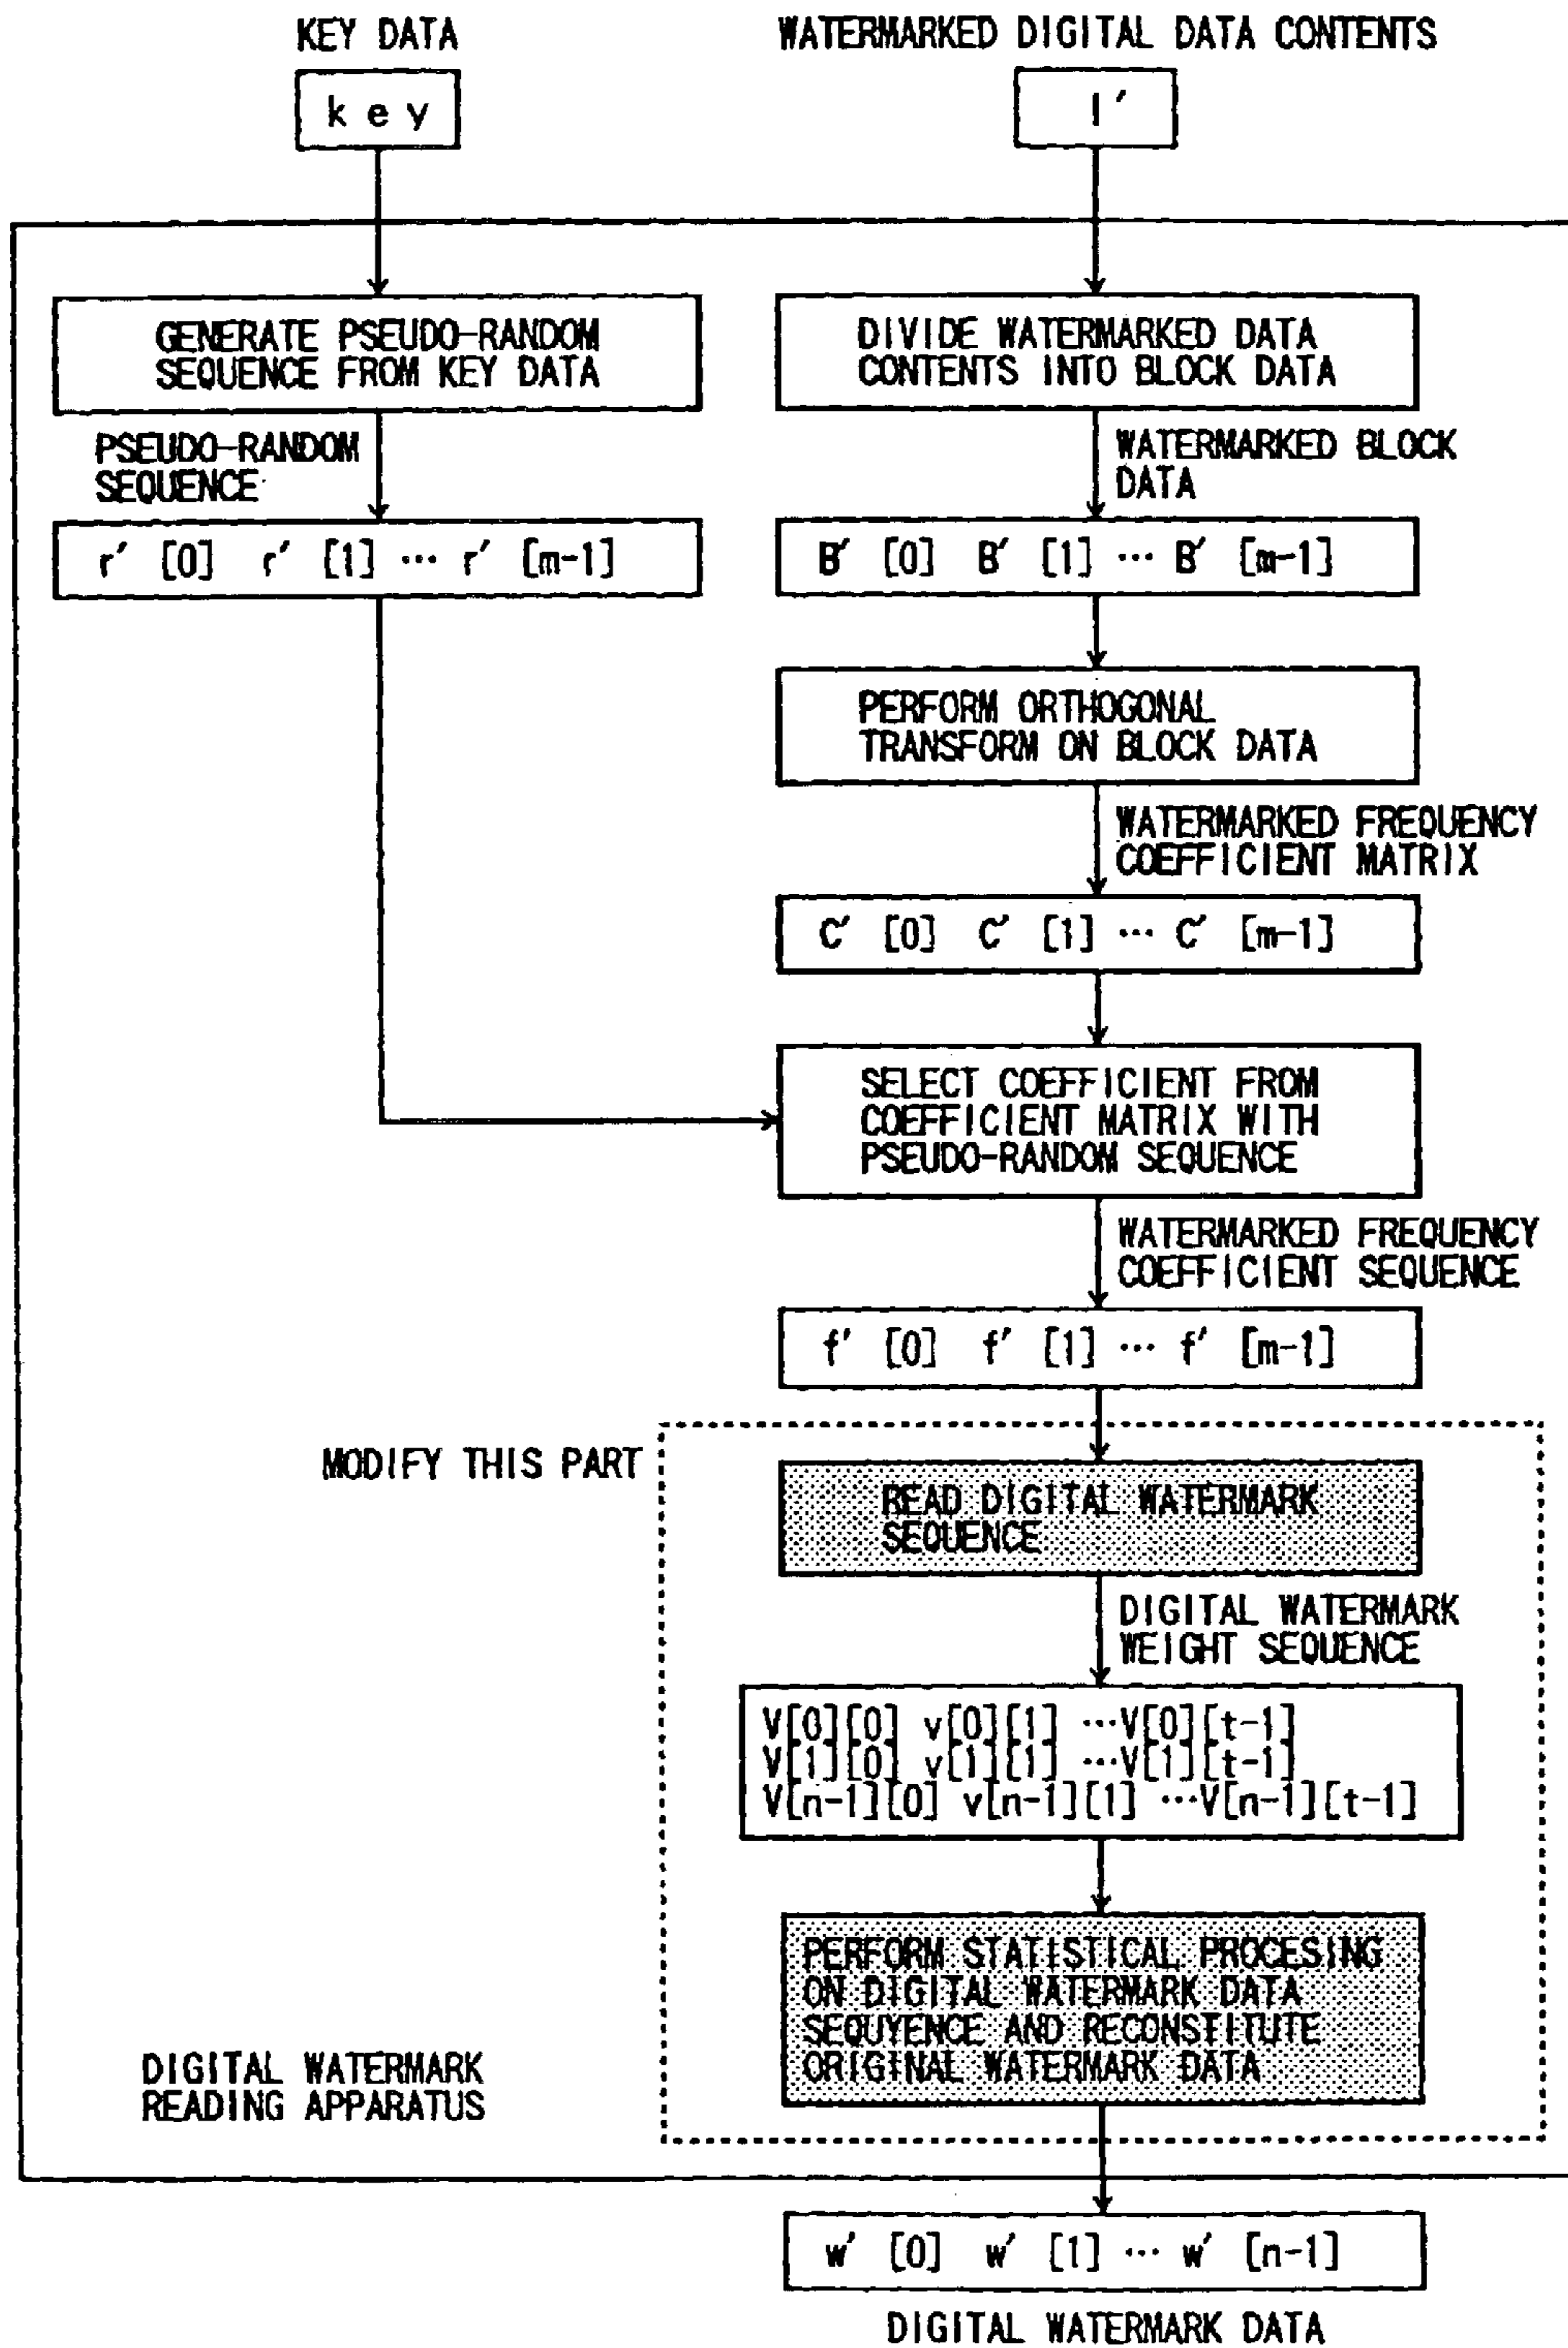 KEY DATA
WATERMARKED DIGITAL DATA CONTENTS
key
I′
GENERATE PSEUDO-RANDOM
SEQUENCE FROM KEY DATA
DIVIDE WATERMARKED DATA
CONTENTS INTO BLOCK DATA
PSEUDO-RANDOM
SEQUENCE
WATERMARKED BLOCK
DATA
r′ [0] r′ [1] ··· r′ [m-1]
B′ [0] B′ [1] ··· B′ [m-1]
PERFORM ORTHOGONAL
TRANSFORM ON BLOCK DATA
WATERMARKED FREQUENCY
COEFFICIENT MATRIX
C′ [0] C′ [1] ··· C′ [m-1]
SELECT COEFFICIENT FROM
COEFFICIENT MATRIX WITH
PSEUDO-RANDOM SEQUENCE
WATERMARKED FREQUENCY
COEFFICIENT SEQUENCE
f′ [0] f′ [1] ··· f′ [m-1]
MODIFY THIS PART
READ DIGITAL WATERMARK
SEQUENCE
DIGITAL WATERMARK
WEIGHT SEQUENCE
V[0][0] v[0][1] ···V[0][t-1]
V[1][0] v[1][1] ···V[1][t-1]
V[n-1][0] v[n-1][1] ···V[n-1][t-1]
PERFORM STATISTICAL PROCESING
ON DIGITAL WATERMARK DATA
SEQUYENCE AND RECONSTITUTE
ORIGINAL WATERMARK DATA
DIGITAL WATERMARK
READING APPARATUS
w′ [0] w′ [1] ··· w′ [n-1]
DIGITAL WATERMARK DATA